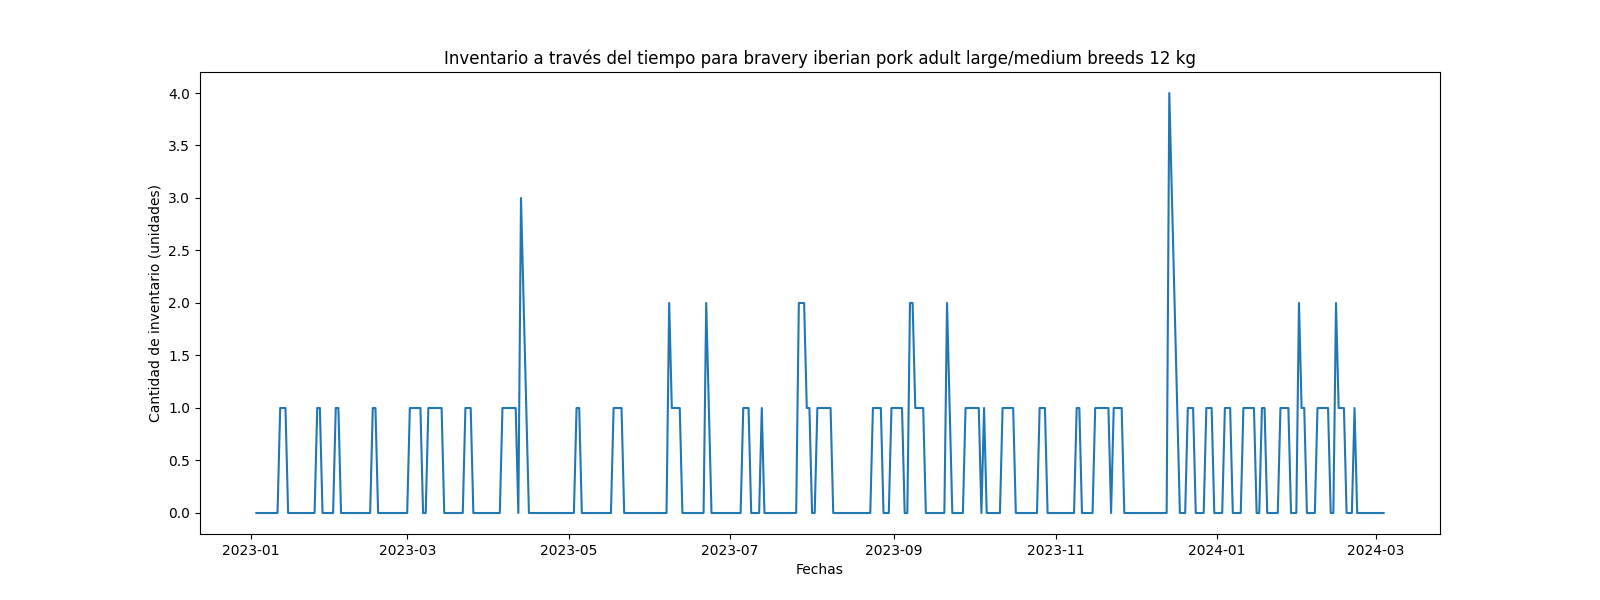 Inventario a través del tiempo para bravery iberian pork adult large/medium breeds 12 kg
Cantidad de inventario (unidades)
4.0
3.5
3.0
2.5
2.0
1.5
1.0
0.5
0.0
2023-01 2023-03 2023-05 2023-07 2023-09 2023-11 2024-01 2024-03
Fechas